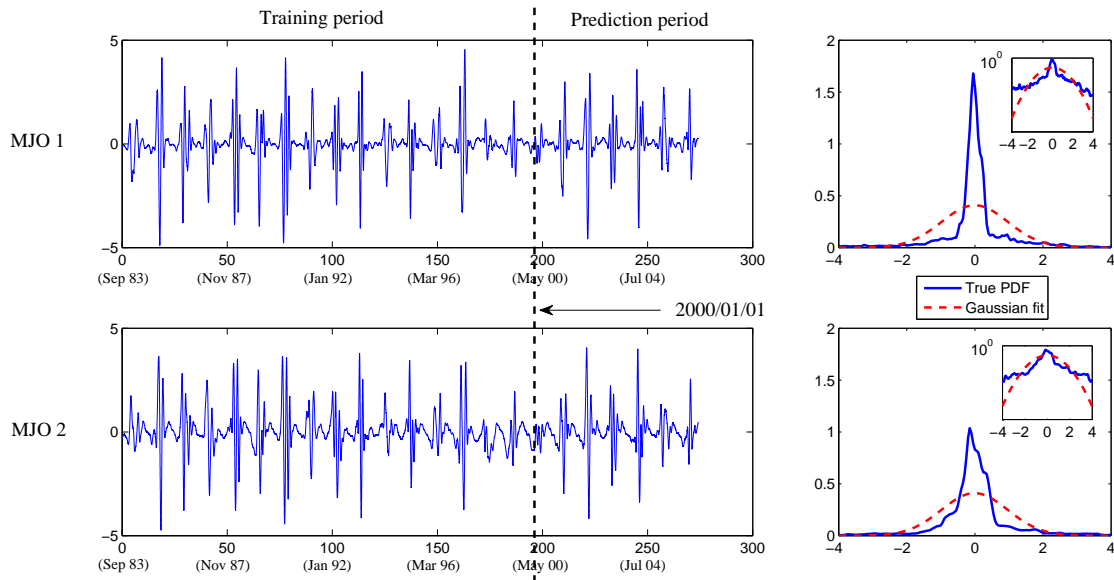 Training period
Prediction period
MJO 1
5
0
−5
0 50 100 150 200 250 300
(Sep 83) (Nov 87) (Jan 92) (Mar 96) (May 00) (Jul 04)
2
1.5
1
0.5
0
−4 −2 0 2 4
10^0
−4 −2 0 2 4
True PDF
Gaussian fit
2000/01/01
MJO 2
5
0
−5
0 50 100 150 200 250 300
(Sep 83) (Nov 87) (Jan 92) (Mar 96) (May 00) (Jul 04)
2
1.5
1
0.5
0
−4 −2 0 2 4
10^0
−4 −2 0 2 4